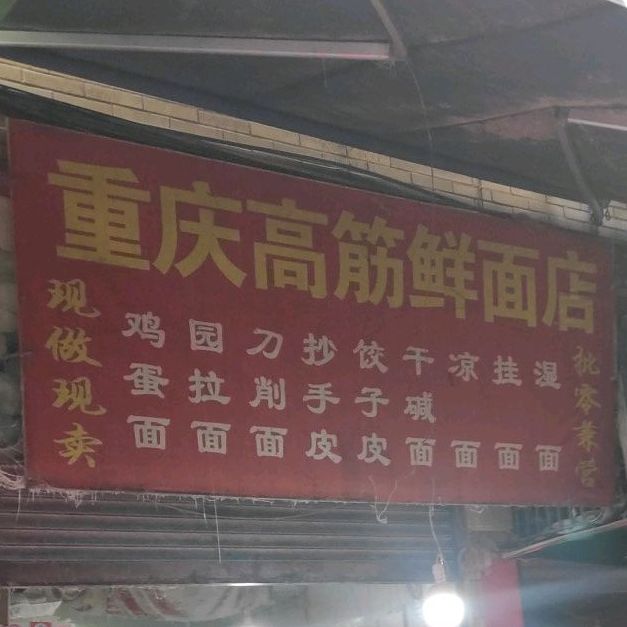 重庆高筋鲜面店
现做现卖
鸡蛋面
园拉面
刀削面
抄手皮
饺子皮
干碱面
凉面
挂面
湿面
批零兼营